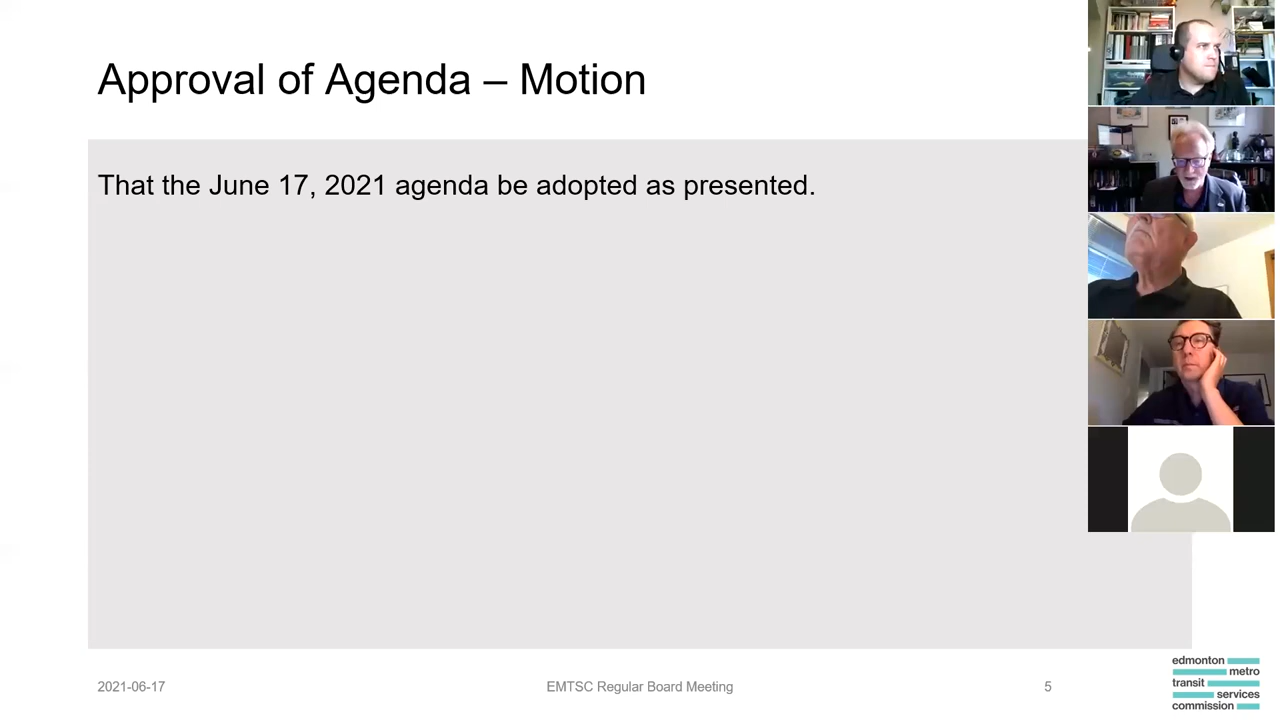 Approval of Agenda – Motion
That the June 17, 2021 agenda be adopted as presented.
2021-06-17
EMTSC Regular Board Meeting
5
edmonton
metro
transit
services
commission